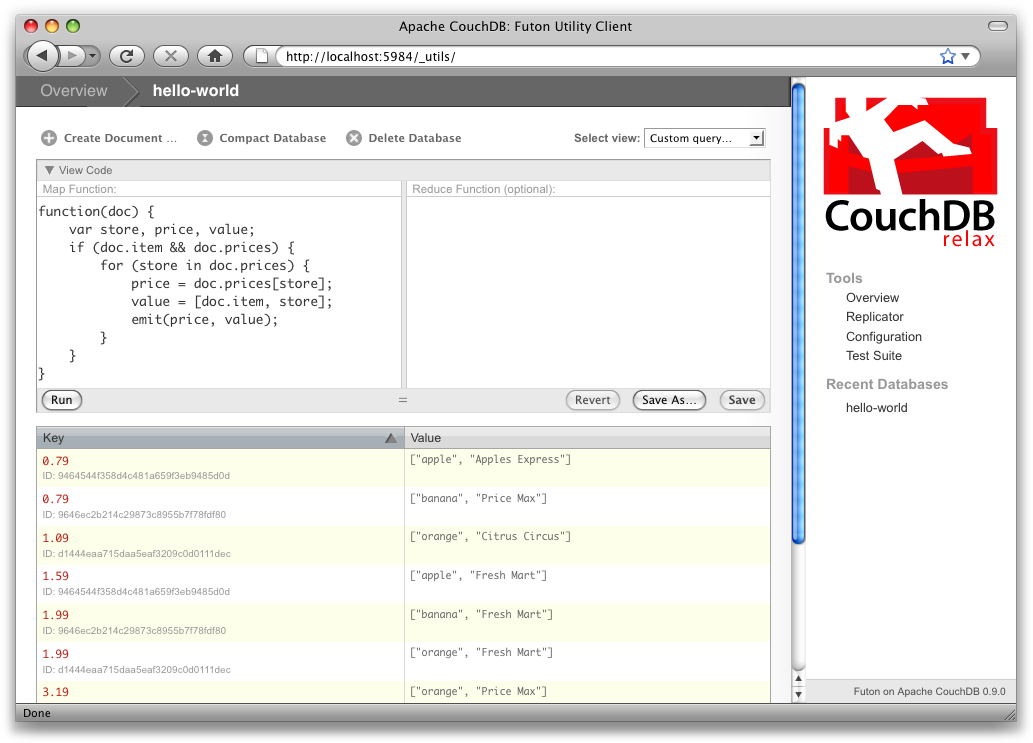 Apache CouchDB: Futon Utility Client
http://localhost:5984/_utils/
Overview
hello-world
Create Document ...
Compact Database
Delete Database
Select view:
Custom query...
View Code
Map Function:
Reduce Function (optional):
function(doc) {
    var store, price, value;
    if (doc.item && doc.prices) {
        for (store in doc.prices) {
            price = doc.prices[store];
            value = [doc.item, store];
            emit(price, value);
        }
    }
}
Run
=
Revert
Save As...
Save
Key
Value
0.79
["apple", "Apples Express"]
ID: 9464544f358d4c481a659f3eb9485d0d
0.79
["banana", "Price Max"]
ID: 9646ec2b214c29873c8955b7f78fdf80
1.09
["orange", "Citrus Circus"]
ID: d1444eaa715daa5eaf3209c0d0111dec
1.59
["apple", "Fresh Mart"]
ID: 9464544f358d4c481a659f3eb9485d0d
1.99
["banana", "Fresh Mart"]
ID: 9646ec2b214c29873c8955b7f78fdf80
1.99
["orange", "Fresh Mart"]
ID: d1444eaa715daa5eaf3209c0d0111dec
3.19
["orange", "Price Max"]
CouchDB
relax
Tools
Overview
Replicator
Configuration
Test Suite
Recent Databases
hello-world
Futon on Apache CouchDB 0.9.0
Done